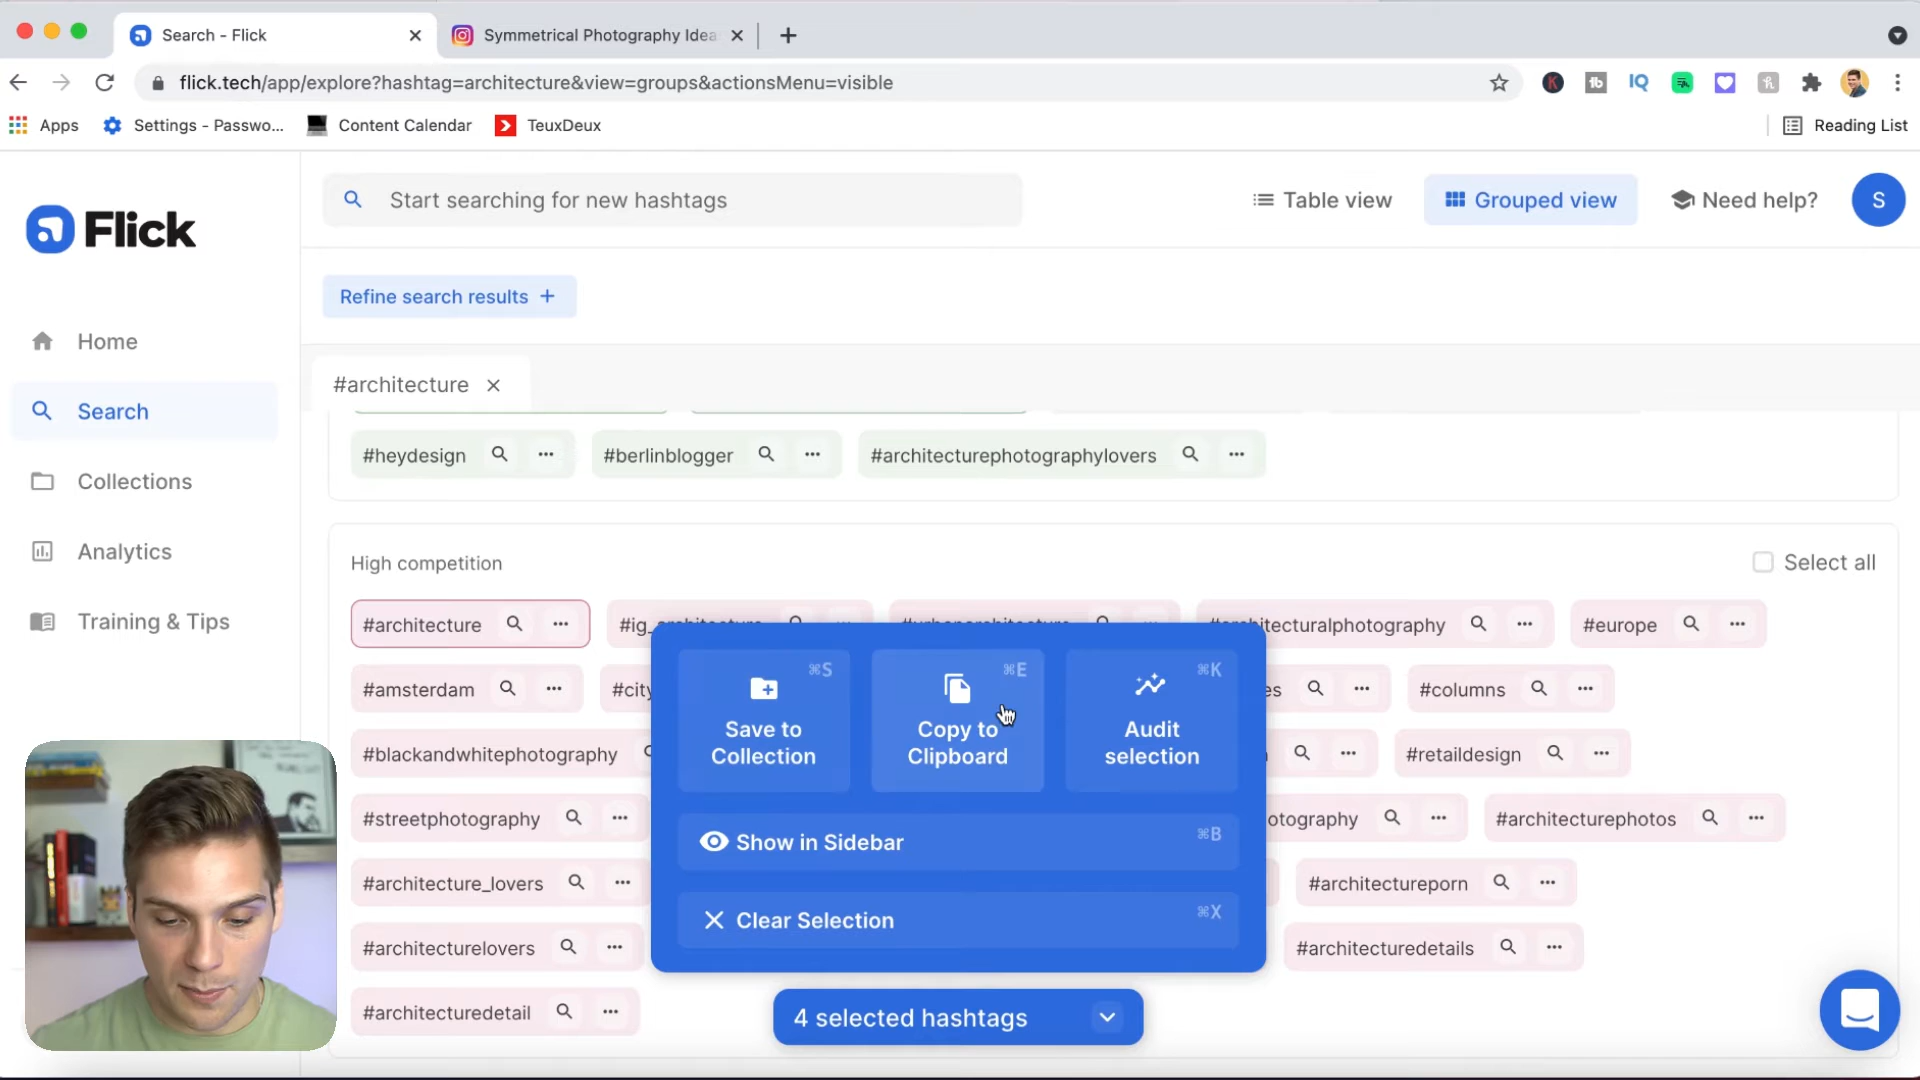 Search - Flick
Symmetrical Photography Idea
flick.tech/app/explore?hashtag=architecture&view=groups&actionsMenu=visible
Apps
Settings - Passwo...
Content Calendar
TeuxDeux
Reading List
Flick
Start searching for new hashtags
Table view
Grouped view
Need help?
S
Refine search results +
Home
Search
Collections
Analytics
Training & Tips
#architecture
#heydesign
#berlinblogger
#architecturephotographylovers
High competition
Select all
#architecture
#ig_architecture
#urbanarchitecture
#architecturalphotography
#europe
#amsterdam
#columns
#blackandwhitephotography
#retaildesign
#streetphotography
#architecturephotos
#architecture_lovers
#architectureporn
#architecturelovers
#architecturedetails
#architecturedetail
⌘S
Save to
Collection
⌘E
Copy to
Clipboard
⌘K
Audit
selection
Show in Sidebar
⌘B
Clear Selection
⌘X
4 selected hashtags